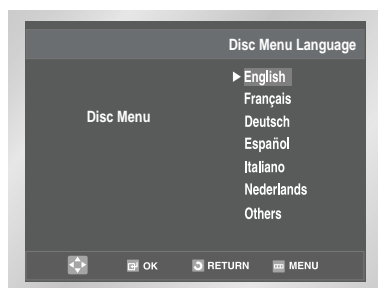 Disc Menu Language
Disc Menu
English
Français
Deutsch
Español
Italiano
Nederlands
Others
OK RETURN MENU